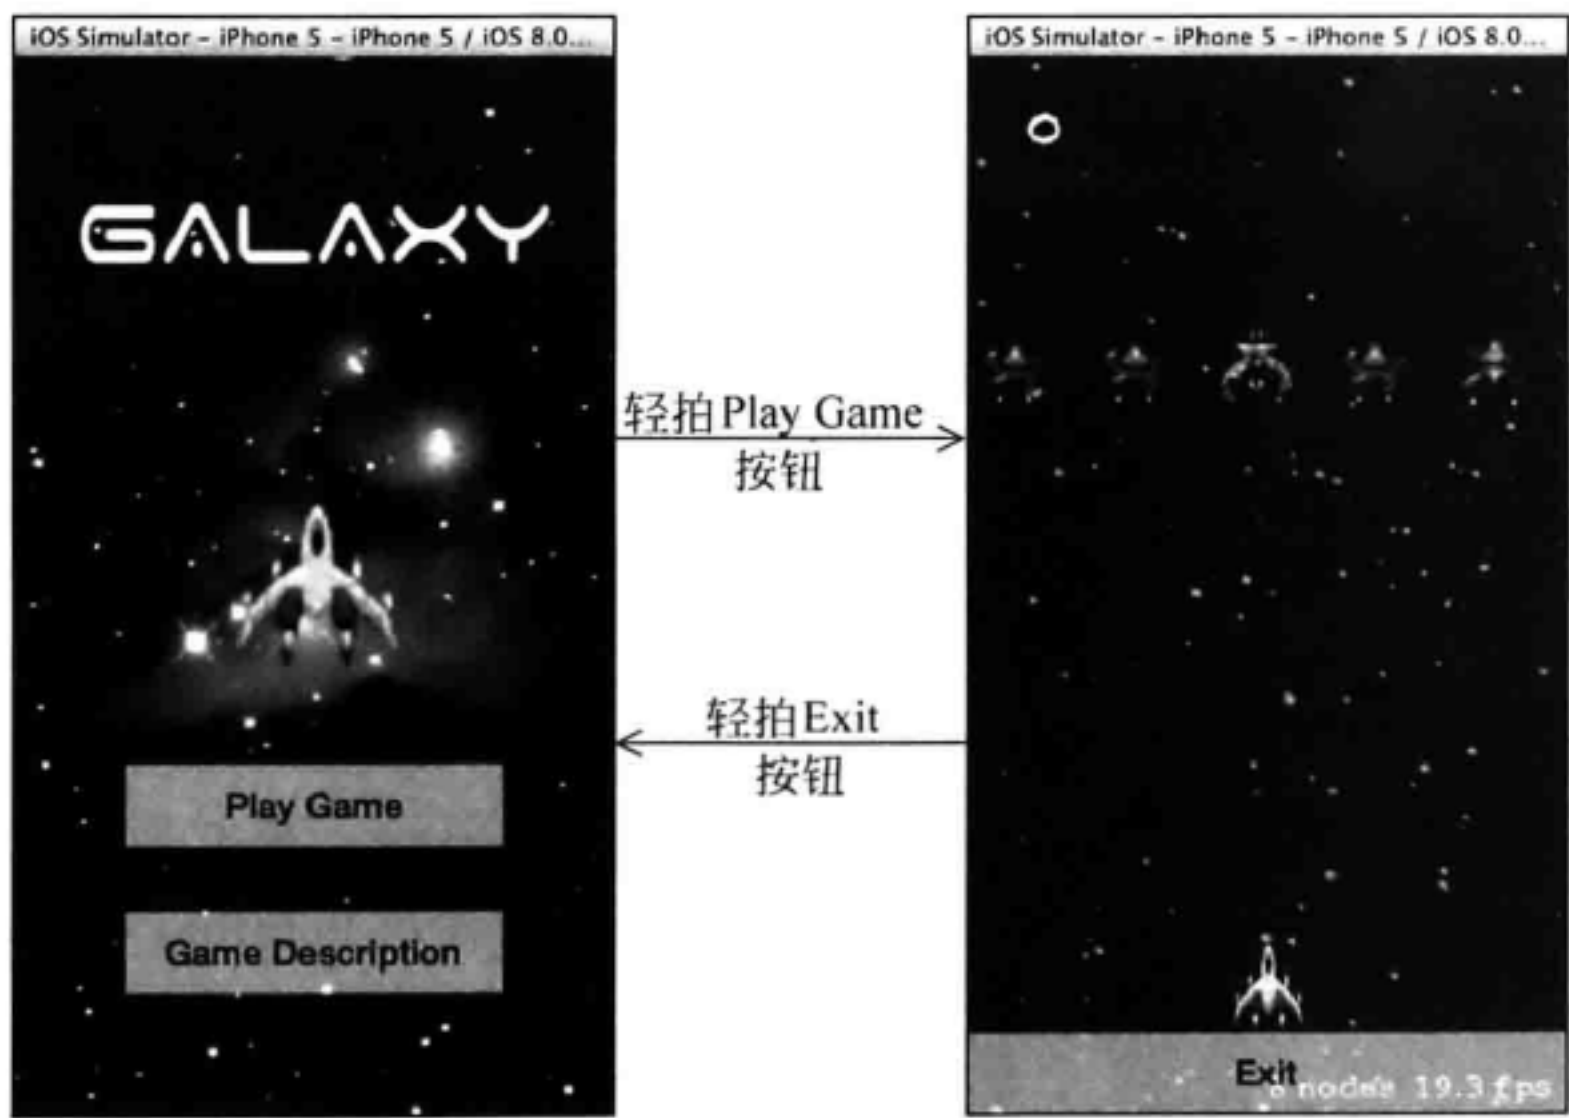 iOS Simulator – iPhone 5 – iPhone 5 / iOS 8.0...
GALAXY
Play Game
Game Description
轻拍Play Game
按钮
轻拍Exit
按钮
iOS Simulator – iPhone 5 – iPhone 5 / iOS 8.0...
Exit
nodes 19.3 fps